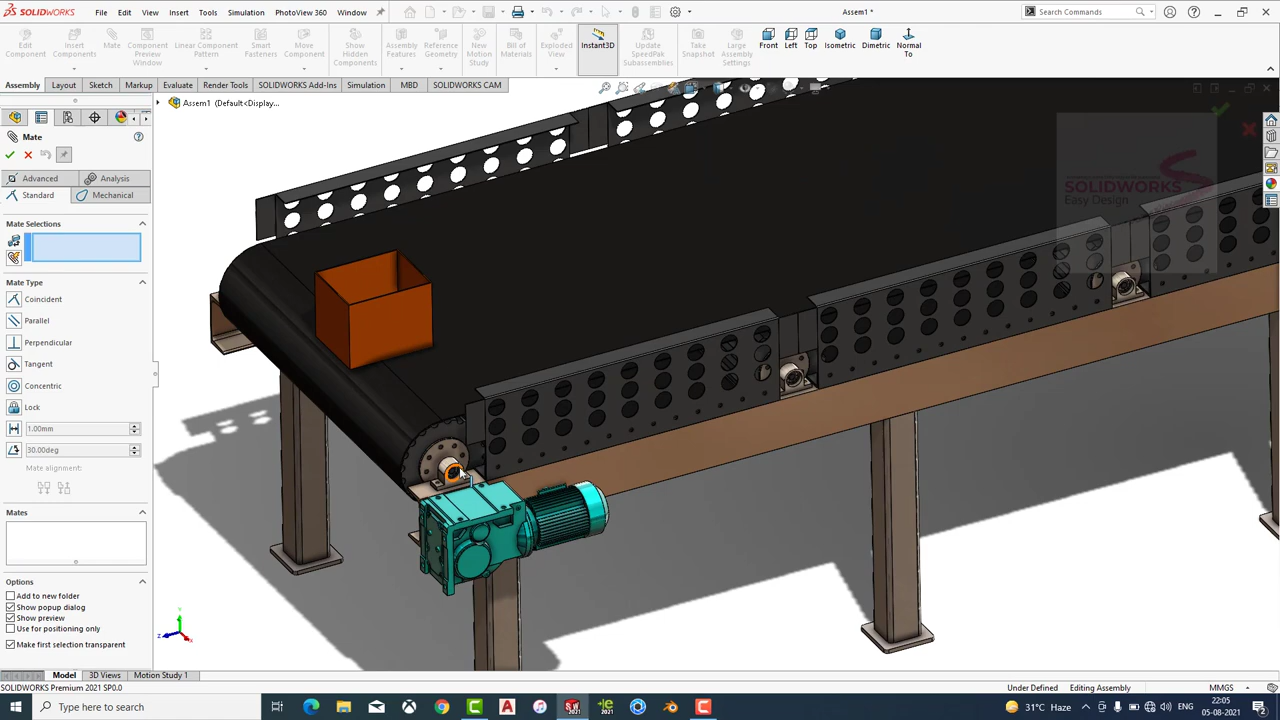 SOLIDWORKS File Edit View Insert Tools Simulation PhotoView 360 Window Assem1 * Search Commands
Edit Component
Insert Components
Mate
Component Preview Window
Linear Component Pattern
Smart Fasteners
Move Component
Show Hidden Components
Assembly Features
Reference Geometry
New Motion Study
Bill of Materials
Exploded View
Instant3D
Update SpeedPak Subassemblies
Take Snapshot
Large Assembly Settings
Front
Left
Top
Isometric
Dimetric
Normal To
Assembly Layout Sketch Markup Evaluate Render Tools SOLIDWORKS Add-Ins Simulation MBD SOLIDWORKS CAM
Assem1 (Default<Display...
Mate
Advanced Analysis
Standard Mechanical
Mate Selections
Mate Type
Coincident
Parallel
Perpendicular
Tangent
Concentric
Lock
1.00mm
30.00deg
Mate alignment:
Mates
Options
Add to new folder
Show popup dialog
Show preview
Use for positioning only
Make first selection transparent
SOLIDWORKS
Easy Design
Y
Z
Model 3D Views Motion Study 1
SOLIDWORKS Premium 2021 SP0.0 Under Defined Editing Assembly MMGS
Type here to search
2021
2021
31°C Haze
ENG
22:05
05-08-2021